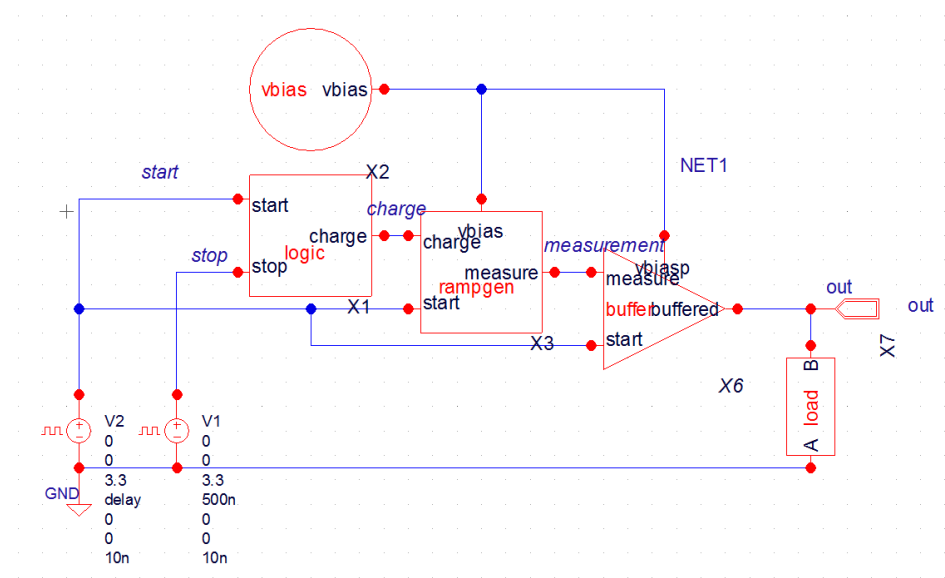 vbias vbias
NET1
start
X2
start
charge
charge
logic
stop
stop
vbias
charge
measure
rampgen
start
X1
measurement
vbiasp
measure
buffer buffered
start
X3
out
out
X7
X6
B
load
A
V2
0
0
3.3
delay
0
0
10n
V1
0
0
3.3
500n
0
0
10n
GND